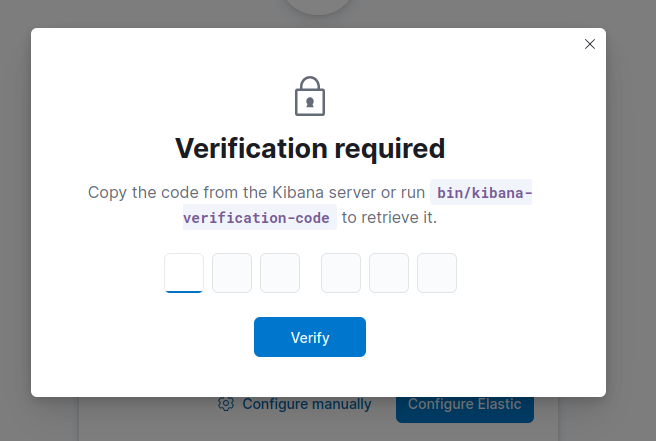 Verification required
Copy the code from the Kibana server or run bin/kibana-
verification-code to retrieve it.
Verify
Configure manually Configure Elastic